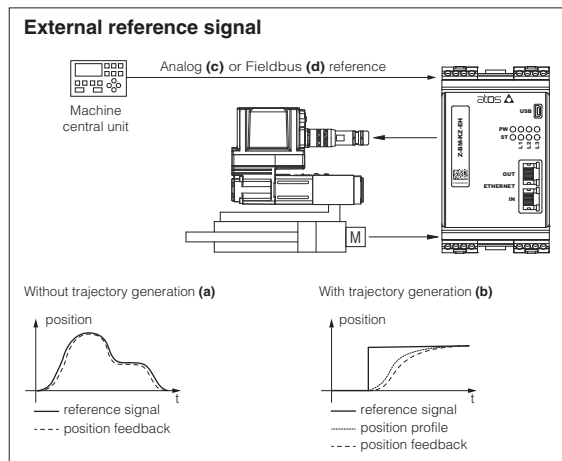 External reference signal
Analog (c) or Fieldbus (d) reference
Machine
central unit
atos
USB
Z-BM-KZ-EH
PW
ST
L1
L2
L3
OUT
ETHERNET
IN
M
Without trajectory generation (a)
position
t
reference signal
position feedback
With trajectory generation (b)
position
t
reference signal
position profile
position feedback